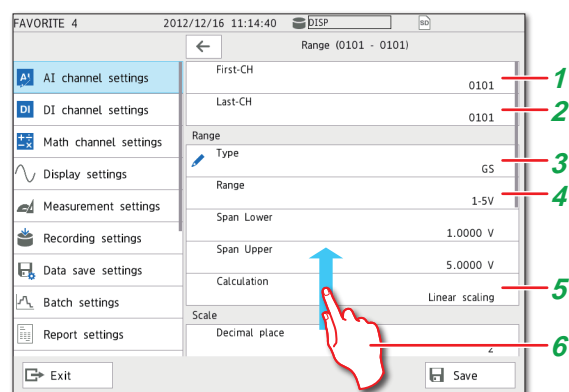 FAVORITE 4 2012/12/16 11:14:40 DISP SD
Range (0101 - 0101)
AI AI channel settings
DI DI channel settings
Math channel settings
Display settings
Measurement settings
Recording settings
Data save settings
Batch settings
Report settings
First-CH
0101
1
Last-CH
0101
2
Range
Type
GS
3
Range
1-5V
4
Span Lower
1.0000 V
Span Upper
5.0000 V
Calculation
Linear scaling
5
Scale
Decimal place
2
6
Exit
Save